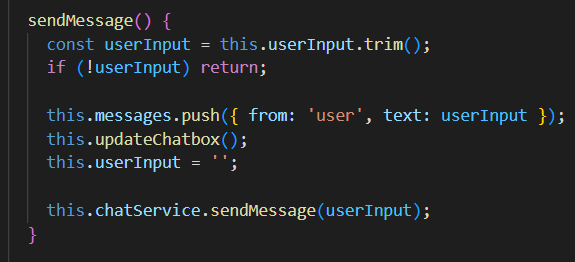 sendMessage() {
const userInput = this.userInput.trim();
if (!userInput) return;
this.messages.push({ from: 'user', text: userInput });
this.updateChatbox();
this.userInput = '';
this.chatService.sendMessage(userInput);
}